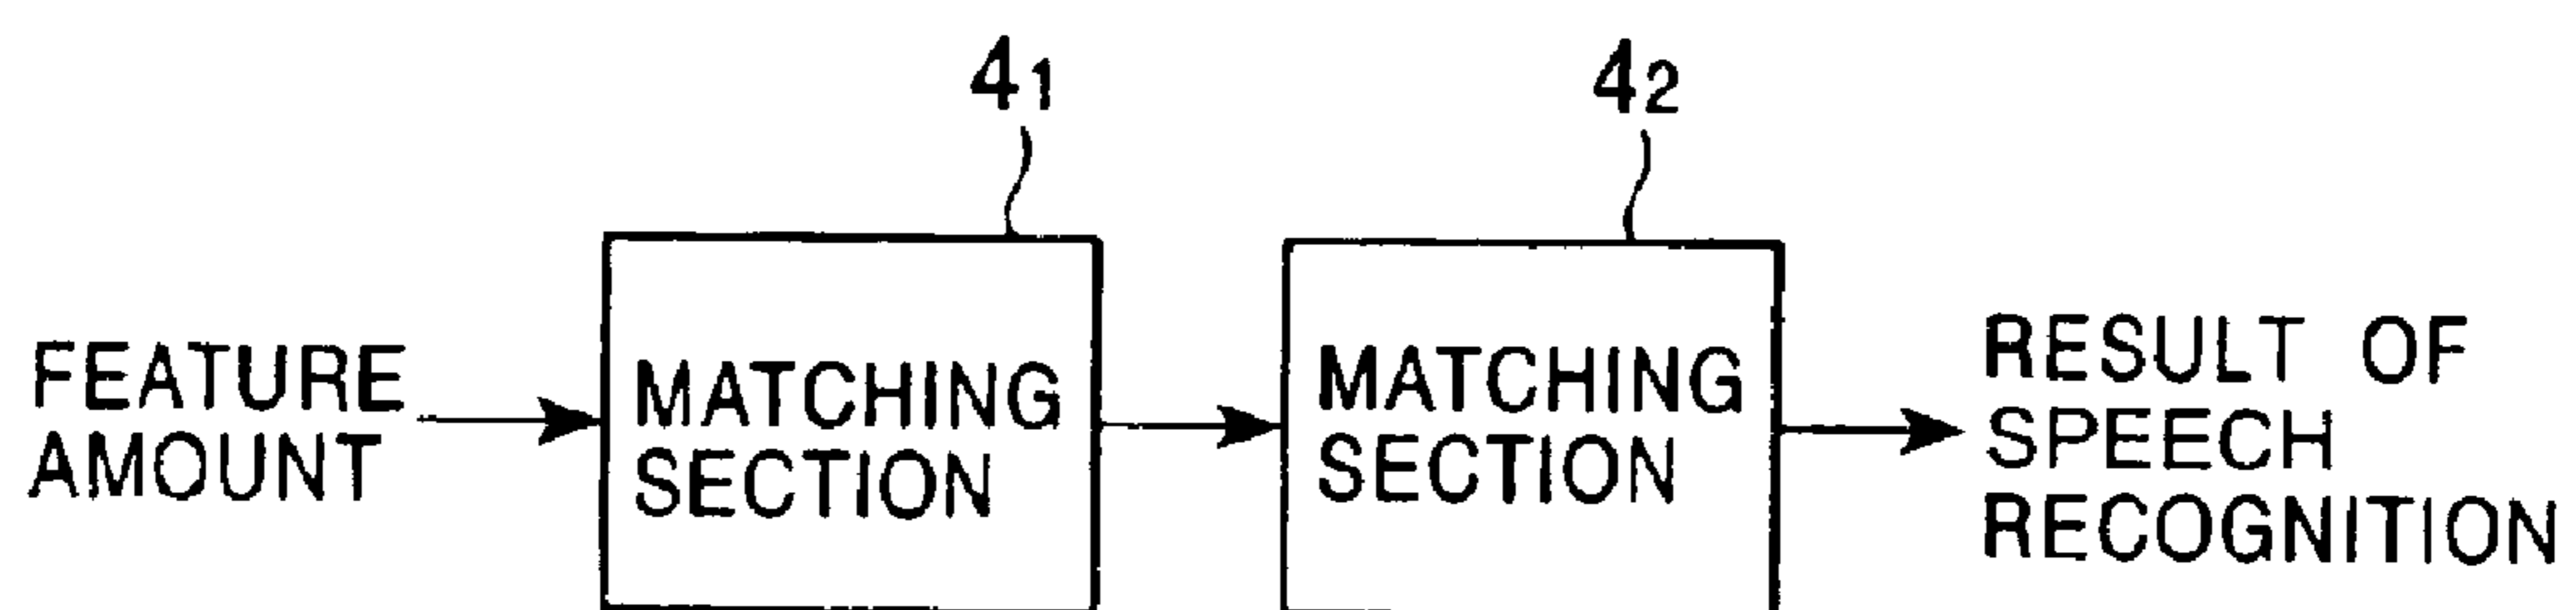 41
42
FEATURE
AMOUNT
MATCHING
SECTION
MATCHING
SECTION
RESULT OF
SPEECH
RECOGNITION